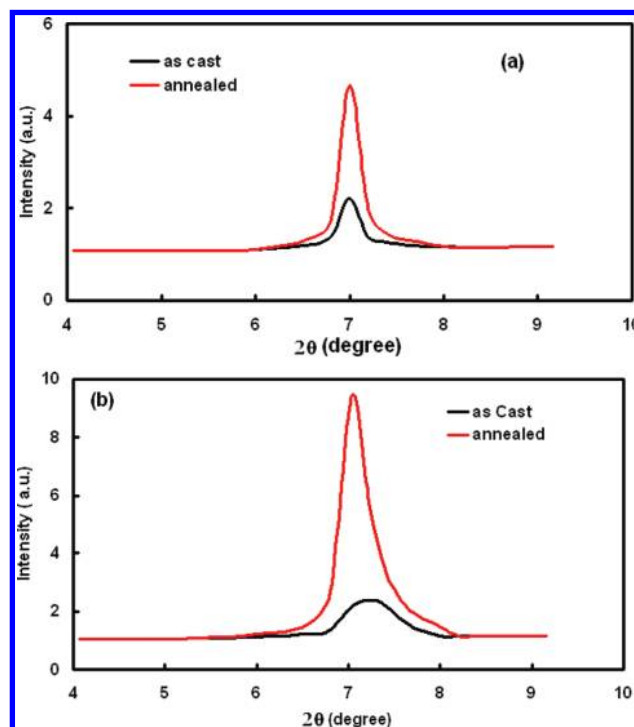 6
as cast
annealed
(a)
4
Intensity (a.u.)
2
0
4 5 6 7 8 9 10
2θ (degree)
10
(b)
as Cast
annealed
8
6
Intensity ( a.u.)
4
2
0
4 5 6 7 8 9 10
2θ (degree)